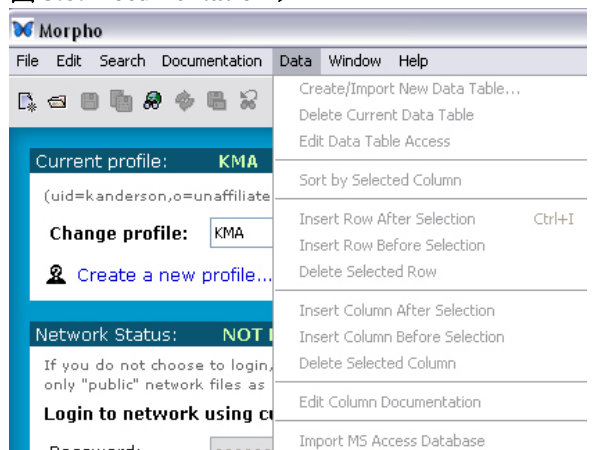 Morpho
File Edit Search Documentation Data Window Help
Create/Import New Data Table...
Delete Current Data Table
Edit Data Table Access
Sort by Selected Column
Insert Row After Selection Ctrl+I
Insert Row Before Selection
Delete Selected Row
Insert Column After Selection
Insert Column Before Selection
Delete Selected Column
Edit Column Documentation
Import MS Access Database
Current profile: KMA
(uid=kanderson,o=unaffiliate
Change profile: KMA
Create a new profile...
Network Status: NOT
If you do not choose to login,
only "public" network files as
Login to network using